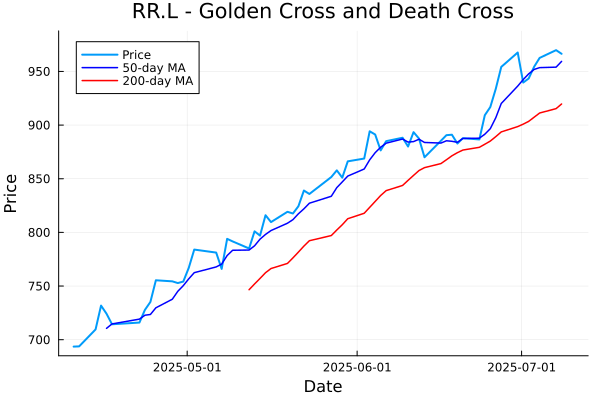 RR.L - Golden Cross and Death Cross
Price
50-day MA
200-day MA
950
900
850
800
750
700
Price
2025-05-01
2025-06-01
2025-07-01
Date